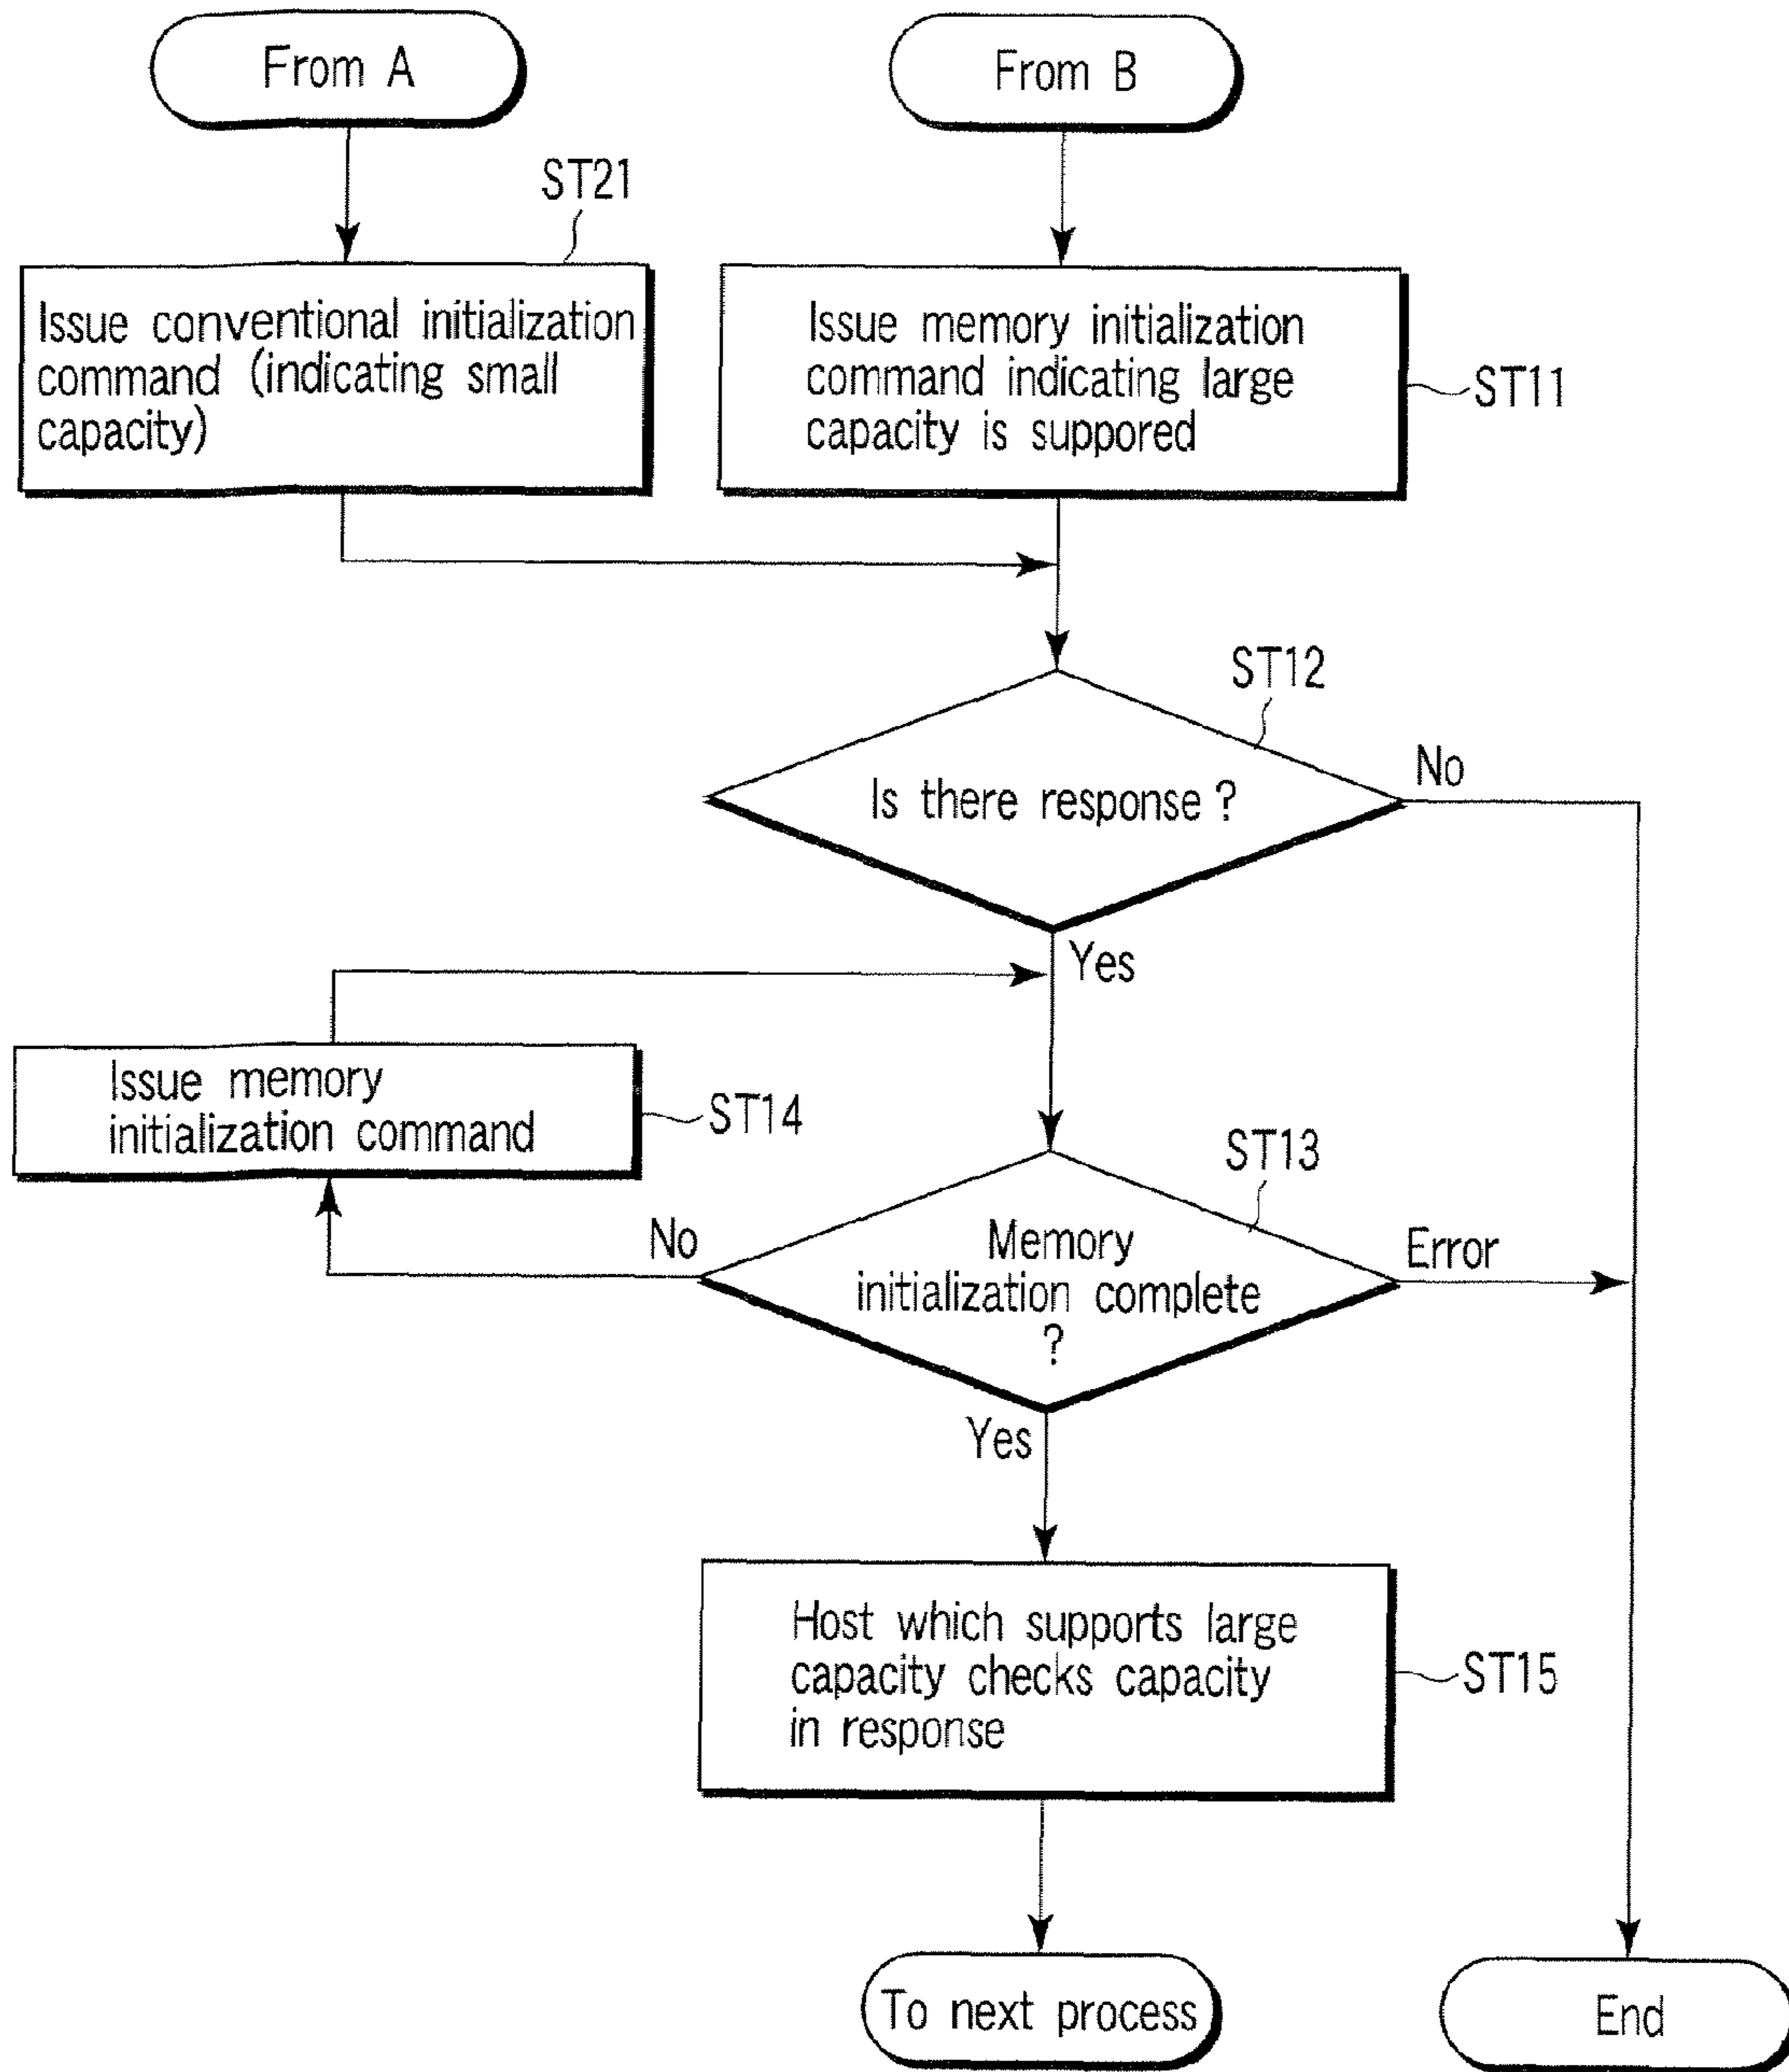 From A
From B
ST21
Issue conventional initialization
command (indicating small
capacity)
Issue memory initialization
command indicating large
capacity is suppored
ST11
ST12
Is there response ?
No
Yes
Issue memory
initialization command
ST14
ST13
No
Memory
initialization complete
?
Error
Yes
Host which supports large
capacity checks capacity
in response
ST15
To next process
End